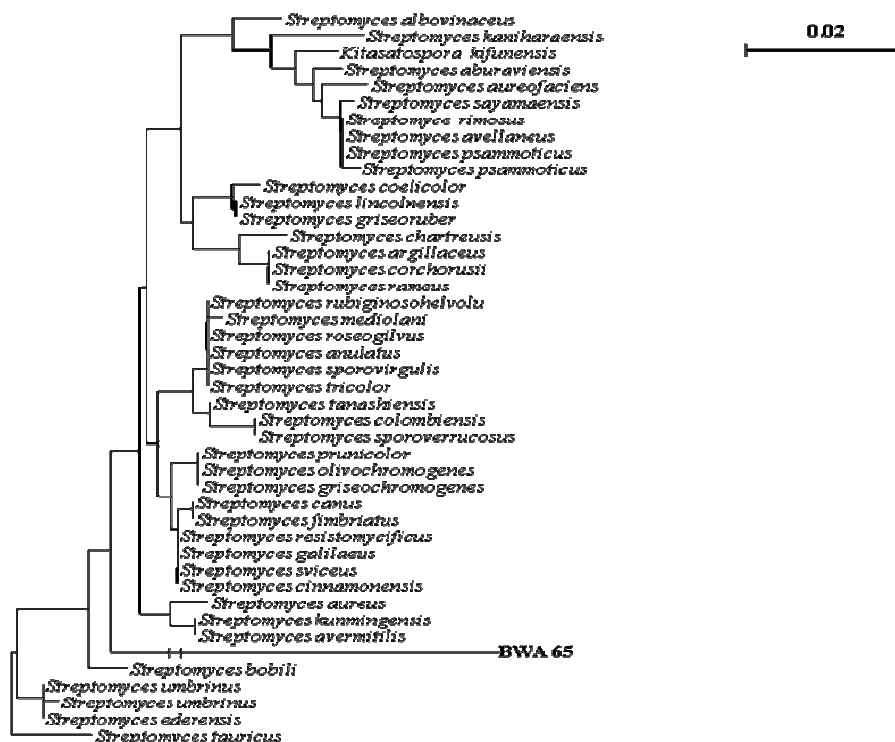 Streptomyces albovinaceus
Streptomyces kaniharaensis
0.02
Kitasatospora kifunensis
Streptomyces aburaviensis
Streptomyces aureofaciens
Streptomyces sayamaensis
Streptomyce rimosus
Streptomyces avellaneus
Streptomyces psammoticus
Streptomyces psammoticus
Streptomyces coelicolor
Streptomyces lincolnensis
Streptomyces griseoruber
Streptomyces chartreusis
Streptomyces argillaceus
Streptomyces corchorusii
Streptomyces rameus
Streptomyces rubiginosohelvolu
Streptomyces mediolani
Streptomyces roseogilvus
Streptomyces anulatus
Streptomyces sporovirgulis
Streptomyces tricolor
Streptomyces tanashiensis
Streptomyces colombiensis
Streptomyces sporoverrucosus
Streptomyces prunicolor
Streptomyces olivochromogenes
Streptomyces griseochromogenes
Streptomyces canus
Streptomyces fimbriatus
Streptomyces resistomycificus
Streptomyces galilaeus
Streptomyces sviceus
Streptomyces cinnamonensis
Streptomyces aureus
Streptomyces kunmingensis
Streptomyces avermitilis
BWA 65
Streptomyces bobili
Streptomyces umbrinus
Streptomyces umbrinus
Streptomyces ederensis
Streptomyces tauricus